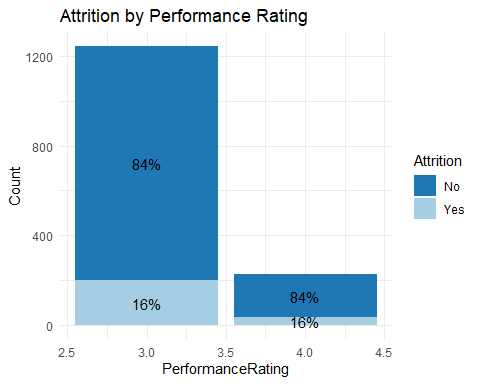 Attrition by Performance Rating
1200
800
400
0
Count
84%
16%
84%
16%
2.5 3.0 3.5 4.0 4.5
PerformanceRating
Attrition
No
Yes